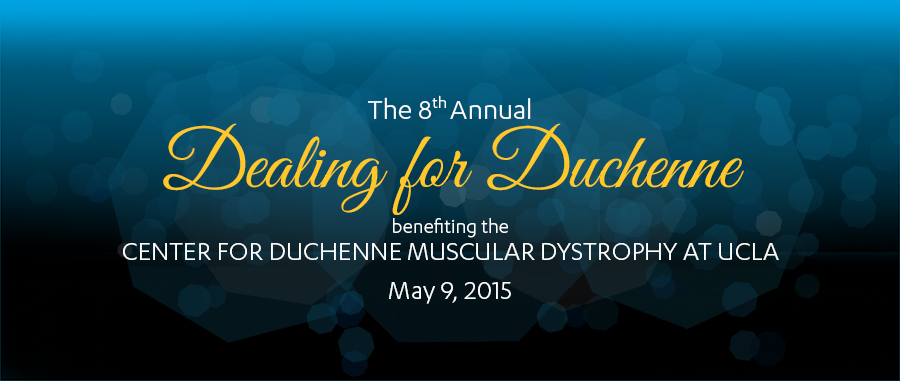 The 8th Annual
Dealing for Duchenne
benefiting the
CENTER FOR DUCHENNE MUSCULAR DYSTROPHY AT UCLA
May 9, 2015